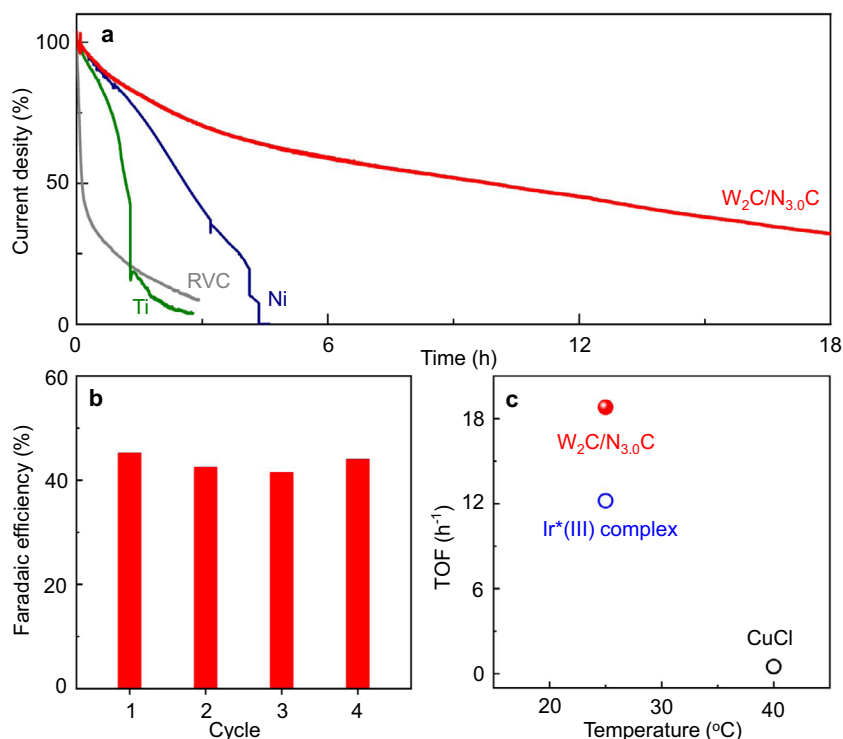 a
100
50
0
Current desity (%)
W₂C/N₃.₀C
RVC
Ti
Ni
0 6 12 18
Time (h)
b
60
40
20
0
Faradaic efficiency (%)
1 2 3 4
Cycle
c
18
12
6
0
TOF (h⁻¹)
W₂C/N₃.₀C
Ir*(III) complex
CuCl
20 30 40
Temperature (°C)